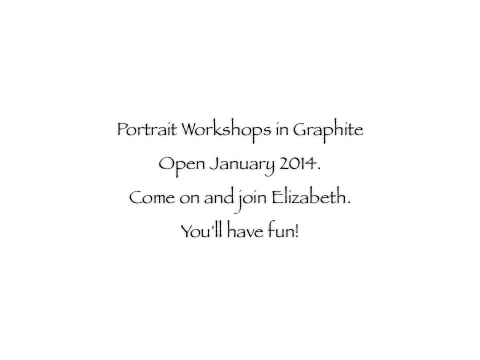 Portrait Workshops in Graphite
Open January 2014.
Come on and join Elizabeth.
You'll have fun!